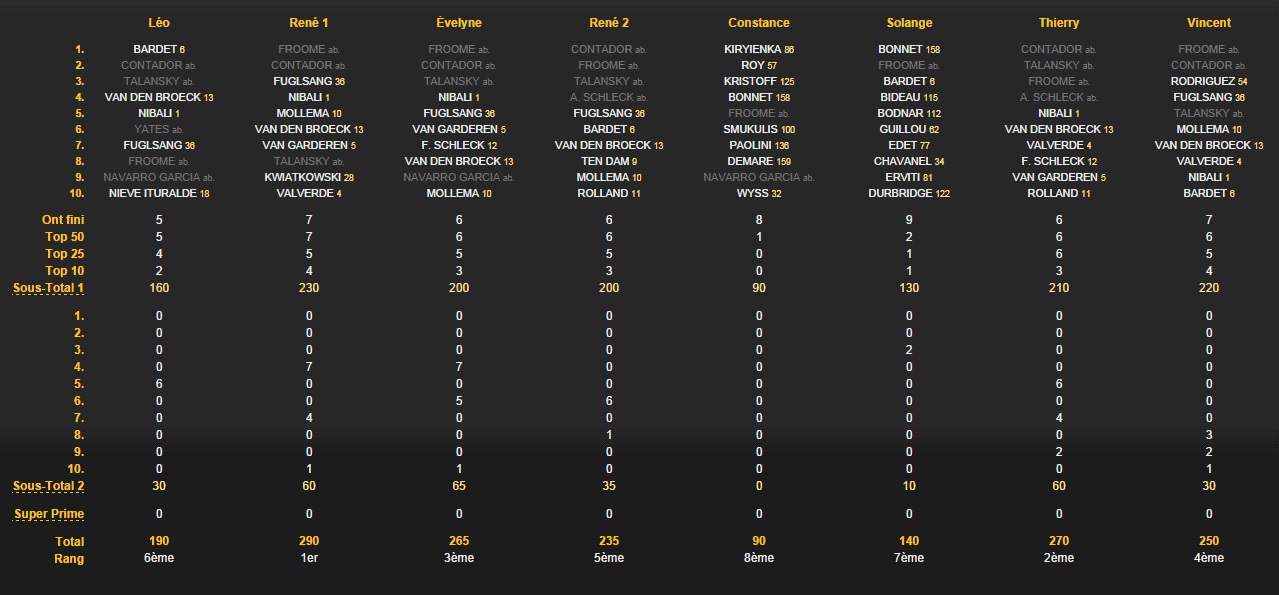 Léo René 1 Évelyne René 2 Constance Solange Thierry Vincent
1. BARDET 6 FROOME ab. FROOME ab. CONTADOR ab. KIRYIENKA 86 BONNET 158 CONTADOR ab. FROOME ab.
2. CONTADOR ab. CONTADOR ab. CONTADOR ab. FROOME ab. ROY 57 FROOME ab. TALANSKY ab. CONTADOR ab.
3. TALANSKY ab. FUGLSANG 36 TALANSKY ab. TALANSKY ab. KRISTOFF 125 BARDET 6 FROOME ab. RODRIGUEZ 54
4. VAN DEN BROECK 13 NIBALI 1 NIBALI 1 A. SCHLECK ab. BONNET 158 BIDEAU 115 A. SCHLECK ab. FUGLSANG 36
5. NIBALI 1 MOLLEMA 10 FUGLSANG 36 FUGLSANG 36 FROOME ab. BODNAR 112 NIBALI 1 TALANSKY ab.
6. YATES ab. VAN DEN BROECK 13 VAN GARDEREN 5 BARDET 6 SMUKULIS 100 GUILLOU 62 VAN DEN BROECK 13 MOLLEMA 10
7. FUGLSANG 36 VAN GARDEREN 5 F. SCHLECK 12 VAN DEN BROECK 13 PAOLINI 136 EDET 77 VALVERDE 4 VAN DEN BROECK 13
8. FROOME ab. TALANSKY ab. VAN DEN BROECK 13 TEN DAM 9 DEMARE 159 CHAVANEL 34 F. SCHLECK 12 VALVERDE 4
9. NAVARRO GARCIA ab. KWIATKOWSKI 28 NAVARRO GARCIA ab. MOLLEMA 10 NAVARRO GARCIA ab. ERVITI 81 VAN GARDEREN 5 NIBALI 1
10. NIEVE ITURALDE 18 VALVERDE 4 MOLLEMA 10 ROLLAND 11 WYSS 32 DURBRIDGE 122 ROLLAND 11 BARDET 6
Ont fini 5 7 6 6 8 9 6 7
Top 50 5 7 6 6 1 2 6 6
Top 25 4 5 5 5 0 1 6 5
Top 10 2 4 3 3 0 1 3 4
Sous-Total 1 160 230 200 200 90 130 210 220
1. 0 0 0 0 0 0 0 0
2. 0 0 0 0 0 0 0 0
3. 0 0 0 0 0 2 0 0
4. 0 7 7 0 0 0 0 0
5. 6 0 0 0 0 0 6 0
6. 0 0 5 6 0 0 0 0
7. 0 4 0 0 0 0 4 0
8. 0 0 0 1 0 0 0 3
9. 0 0 0 0 0 0 2 2
10. 0 1 1 0 0 0 0 1
Sous-Total 2 30 60 65 35 0 10 60 30
Super Prime 0 0 0 0 0 0 0 0
Total 190 290 265 235 90 140 270 250
Rang 6ème 1er 3ème 5ème 8ème 7ème 2ème 4ème